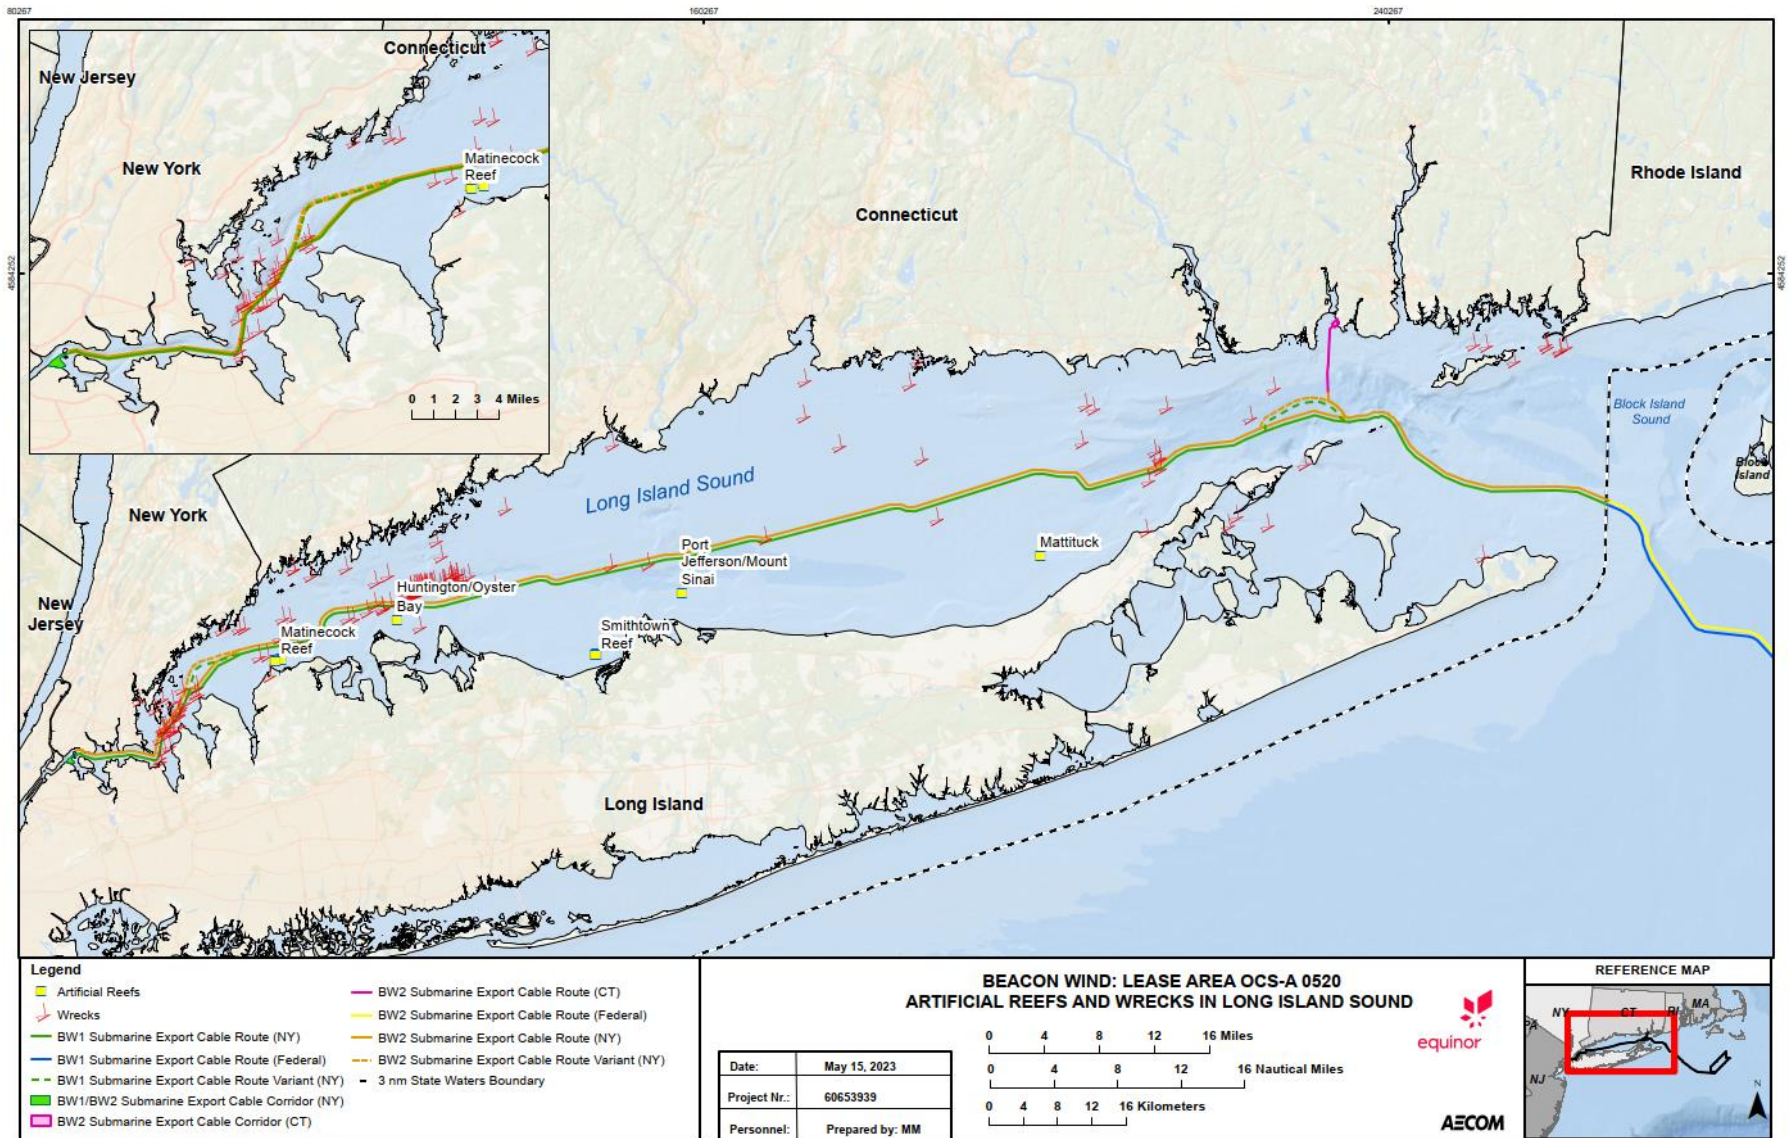 80267
160267
240267
4584252
4584252
Connecticut
New Jersey
New York
Matinecock
Reef
0 1 2 3 4 Miles
Connecticut
Rhode Island
Block Island
Sound
Block
Island
Long Island Sound
New York
New
Jersey
Port
Jefferson/Mount
Sinai
Mattituck
Huntington/Oyster
Bay
Smithtown
Reef
Matinecock
Reef
Long Island
Legend
Artificial Reefs
Wrecks
BW1 Submarine Export Cable Route (NY)
BW1 Submarine Export Cable Route (Federal)
BW1 Submarine Export Cable Route Variant (NY)
BW1/BW2 Submarine Export Cable Corridor (NY)
BW2 Submarine Export Cable Corridor (CT)
BW2 Submarine Export Cable Route (CT)
BW2 Submarine Export Cable Route (Federal)
BW2 Submarine Export Cable Route (NY)
BW2 Submarine Export Cable Route Variant (NY)
3 nm State Waters Boundary
BEACON WIND: LEASE AREA OCS-A 0520
ARTIFICIAL REEFS AND WRECKS IN LONG ISLAND SOUND
0 4 8 12 16 Miles
0 4 8 12 16 Nautical Miles
0 4 8 12 16 Kilometers
Date: May 15, 2023
Project Nr.: 60653939
Personnel: Prepared by: MM
equinor
AECOM
REFERENCE MAP
NY
CT
RI
MA
PA
NJ
N